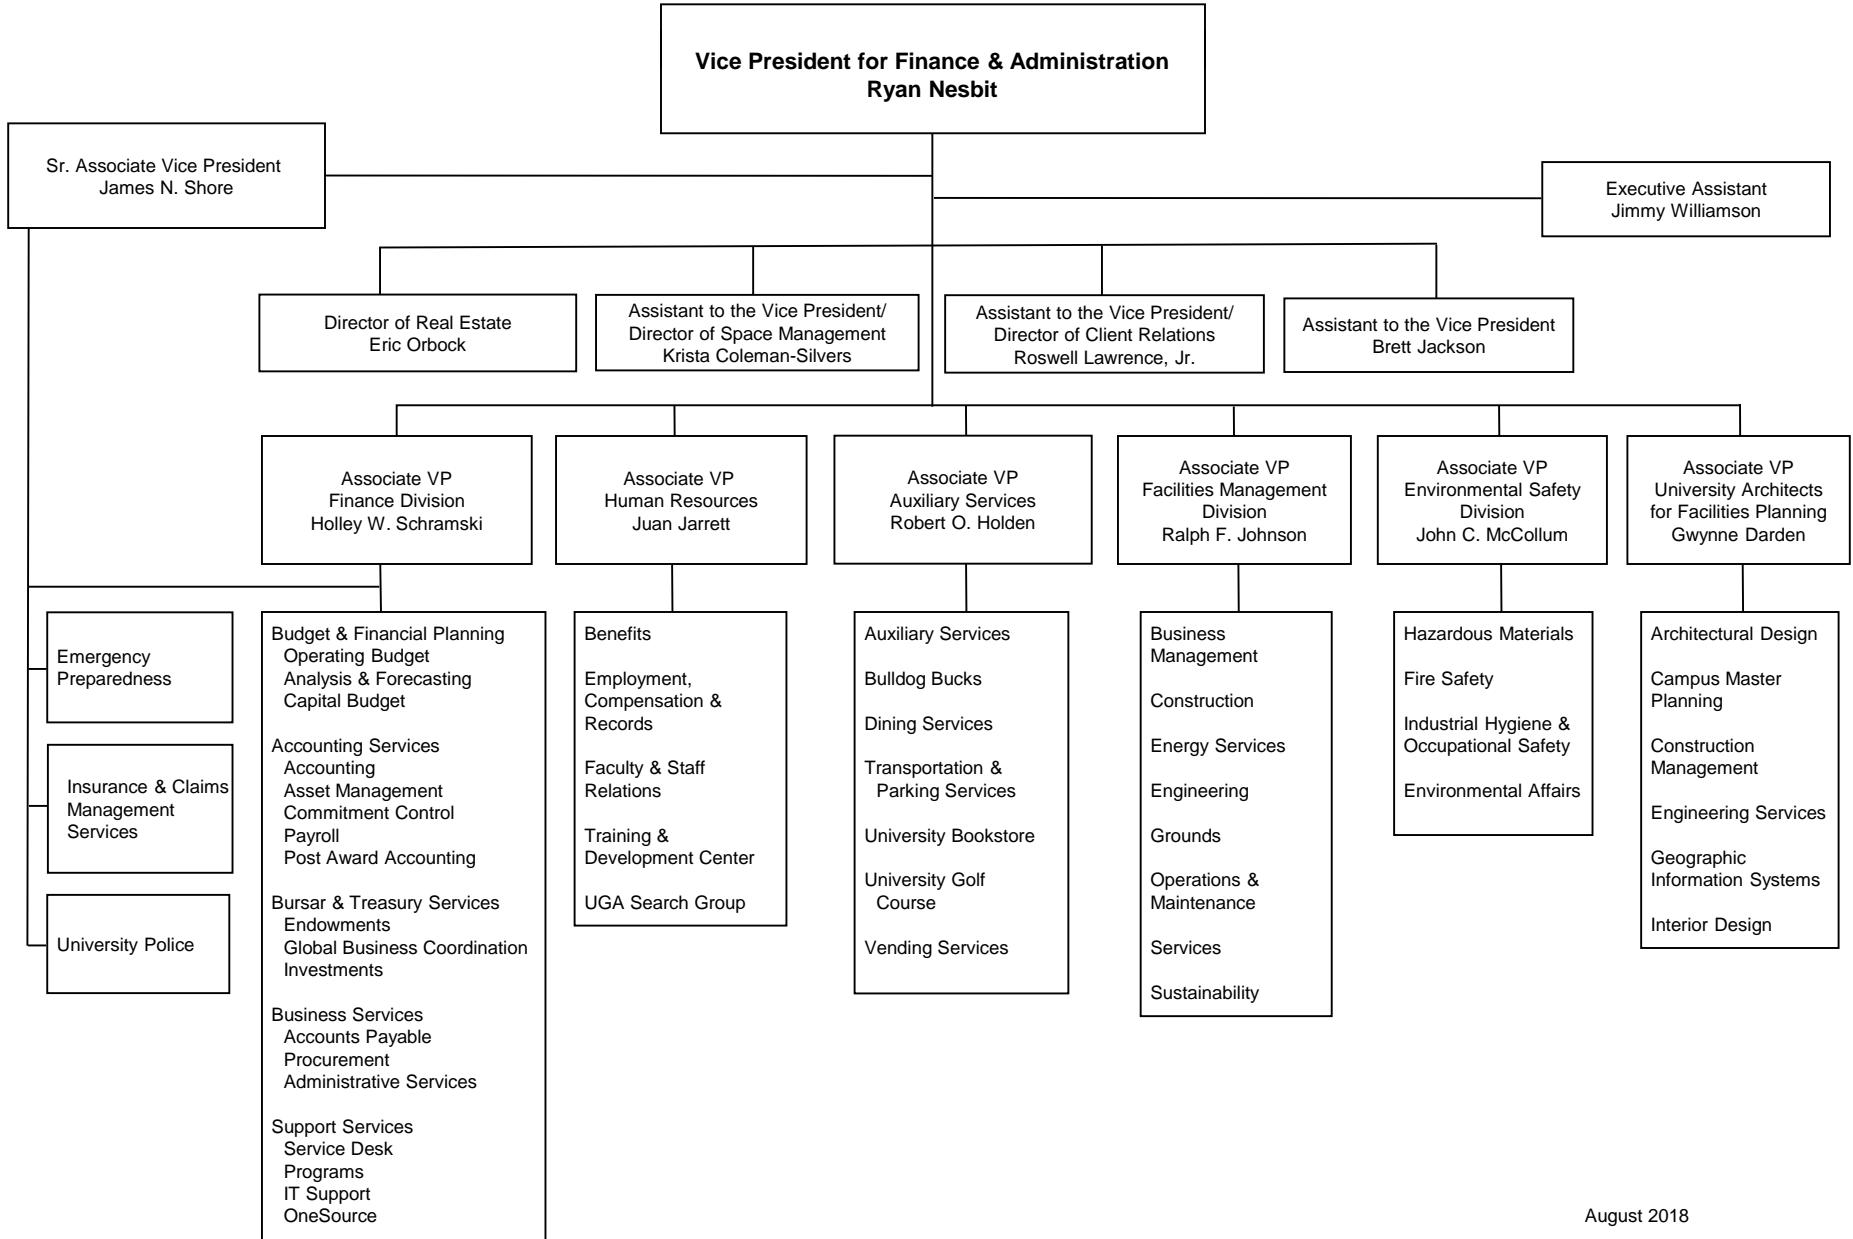 Vice President for Finance & Administration
Ryan Nesbit
Sr. Associate Vice President
James N. Shore
Executive Assistant
Jimmy Williamson
Director of Real Estate
Eric Orbock
Assistant to the Vice President/
Director of Space Management
Krista Coleman-Silvers
Assistant to the Vice President/
Director of Client Relations
Roswell Lawrence, Jr.
Assistant to the Vice President
Brett Jackson
Associate VP
Finance Division
Holley W. Schramski
Associate VP
Human Resources
Juan Jarrett
Associate VP
Auxiliary Services
Robert O. Holden
Associate VP
Facilities Management
Division
Ralph F. Johnson
Associate VP
Environmental Safety
Division
John C. McCollum
Associate VP
University Architects
for Facilities Planning
Gwynne Darden
Emergency
Preparedness
Insurance & Claims
Management
Services
University Police
Budget & Financial Planning
Operating Budget
Analysis & Forecasting
Capital Budget
Accounting Services
Accounting
Asset Management
Commitment Control
Payroll
Post Award Accounting
Bursar & Treasury Services
Endowments
Global Business Coordination
Investments
Business Services
Accounts Payable
Procurement
Administrative Services
Support Services
Service Desk
Programs
IT Support
OneSource
Benefits
Employment,
Compensation &
Records
Faculty & Staff
Relations
Training &
Development Center
UGA Search Group
Auxiliary Services
Bulldog Bucks
Dining Services
Transportation &
Parking Services
University Bookstore
University Golf
Course
Vending Services
Business
Management
Construction
Energy Services
Engineering
Grounds
Operations &
Maintenance
Services
Sustainability
Hazardous Materials
Fire Safety
Industrial Hygiene &
Occupational Safety
Environmental Affairs
Architectural Design
Campus Master
Planning
Construction
Management
Engineering Services
Geographic
Information Systems
Interior Design
August 2018